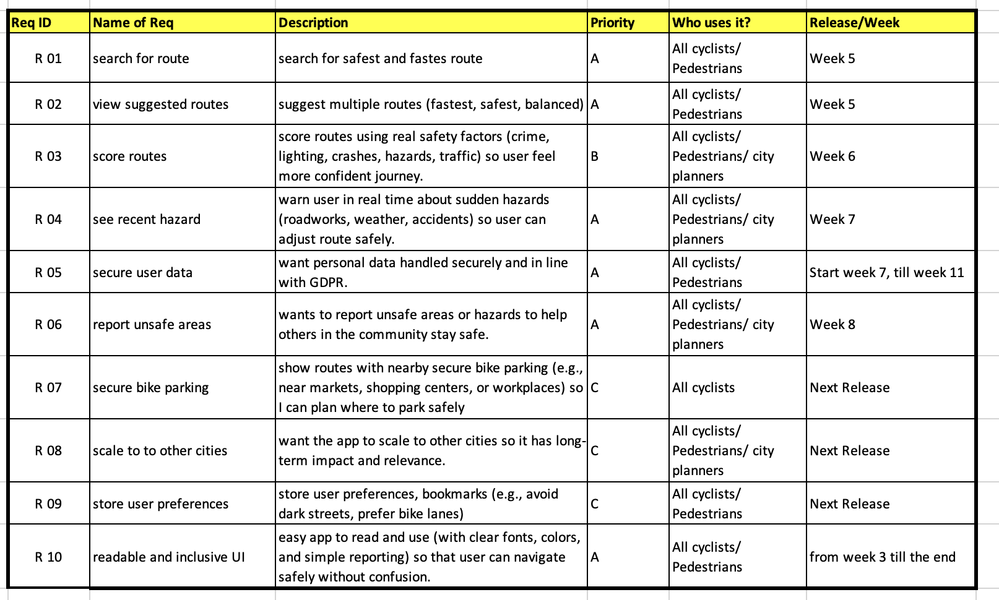 Req ID Name of Req Description Priority Who uses it? Release/Week
R 01 search for route search for safest and fastes route A All cyclists/
Pedestrians Week 5
R 02 view suggested routes suggest multiple routes (fastest, safest, balanced) A All cyclists/
Pedestrians Week 5
R 03 score routes score routes using real safety factors (crime,
lighting, crashes, hazards, traffic) so user feel
more confident journey. B All cyclists/
Pedestrians/ city
planners Week 6
R 04 see recent hazard warn user in real time about sudden hazards
(roadworks, weather, accidents) so user can
adjust route safely. A All cyclists/
Pedestrians/ city
planners Week 7
R 05 secure user data want personal data handled securely and in line
with GDPR. A All cyclists/
Pedestrians Start week 7, till week 11
R 06 report unsafe areas wants to report unsafe areas or hazards to help
others in the community stay safe. A All cyclists/
Pedestrians/ city
planners Week 8
R 07 secure bike parking show routes with nearby secure bike parking (e.g.,
near markets, shopping centers, or workplaces) so
I can plan where to park safely C All cyclists Next Release
R 08 scale to to other cities want the app to scale to other cities so it has long-
term impact and relevance. C All cyclists/
Pedestrians/ city
planners Next Release
R 09 store user preferences store user preferences, bookmarks (e.g., avoid
dark streets, prefer bike lanes) C All cyclists/
Pedestrians Next Release
R 10 readable and inclusive UI easy app to read and use (with clear fonts, colors,
and simple reporting) so that user can navigate
safely without confusion. A All cyclists/
Pedestrians from week 3 till the end